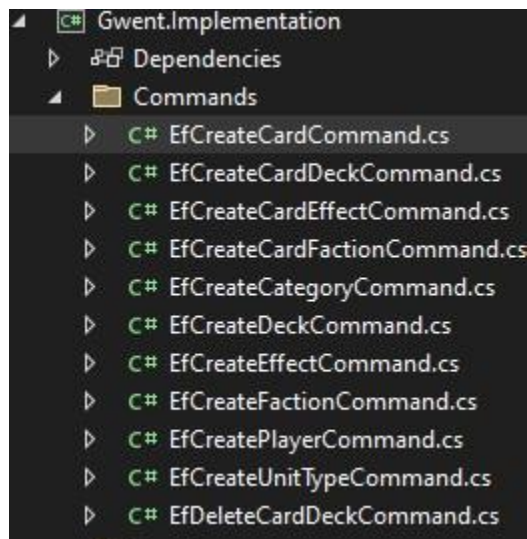 C# Gwent.Implementation
Dependencies
Commands
C# EfCreateCardCommand.cs
C# EfCreateCardDeckCommand.cs
C# EfCreateCardEffectCommand.cs
C# EfCreateCardFactionCommand.cs
C# EfCreateCategoryCommand.cs
C# EfCreateDeckCommand.cs
C# EfCreateEffectCommand.cs
C# EfCreateFactionCommand.cs
C# EfCreatePlayerCommand.cs
C# EfCreateUnitTypeCommand.cs
C# EfDeleteCardDeckCommand.cs